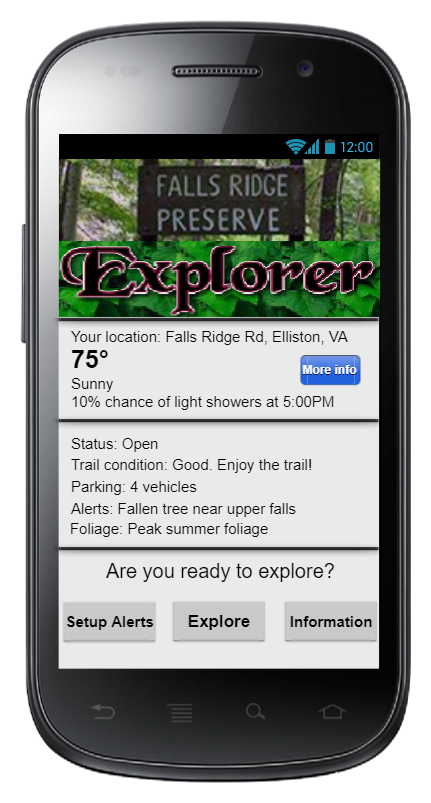 12:00
FALLS RIDGE
PRESERVE
Explorer
Your location: Falls Ridge Rd, Elliston, VA
75°
Sunny
More info
10% chance of light showers at 5:00PM
Status: Open
Trail condition: Good. Enjoy the trail!
Parking: 4 vehicles
Alerts: Fallen tree near upper falls
Foliage: Peak summer foliage
Are you ready to explore?
Setup Alerts Explore Information